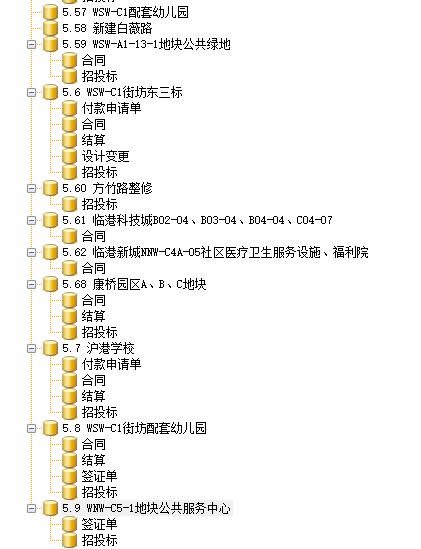 5.57 WSW-C1配套幼儿园
5.58 新建白薇路
5.59 WSW-A1-13-1地块公共绿地
合同
招投标
5.6 WSW-C1街坊东三标
付款申请单
合同
结算
设计变更
招投标
5.60 方竹路整修
招投标
5.61 临港科技城B02-04、B03-04、B04-04、C04-07
合同
5.62 临港新城NNW-C4A-05社区医疗卫生服务设施、福利院
合同
5.68 康桥园区A、B、C地块
合同
结算
招投标
5.7 沪港学校
付款申请单
合同
结算
招投标
5.8 WSW-C1街坊配套幼儿园
合同
结算
签证单
招投标
5.9 WNW-C5-1地块公共服务中心
签证单
招投标